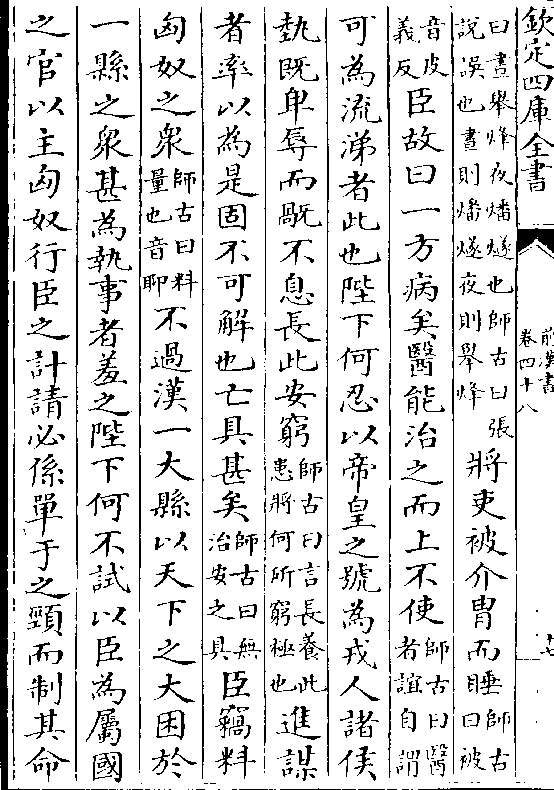 欽定四庫全書
前漢書
卷四十八
曰晝舉烽夜燔燧也師古曰張
說誤也晝則燔燧夜則舉烽
將吏被介胄而睡
師古
曰被
音皮
義反
臣故曰一方病矣醫能治之而上不使
師古曰醫
者誼自謂
可為流涕者此也陛下何忍以帝皇之號為戎人諸侯
埶既卑辱而旤不息長此安窮
師古曰言長養此
患將何所窮極也
進謀
者率以為是固不可解也亡具甚矣
師古曰無
治安之具
臣竊料
匈奴之衆
師古曰料
量也音聊
不過漢一大縣以天下之大困於
一縣之衆甚為執事者羞之陛下何不試以臣為屬國
之官以主匈奴行臣之計請必係單于之頸而制其命